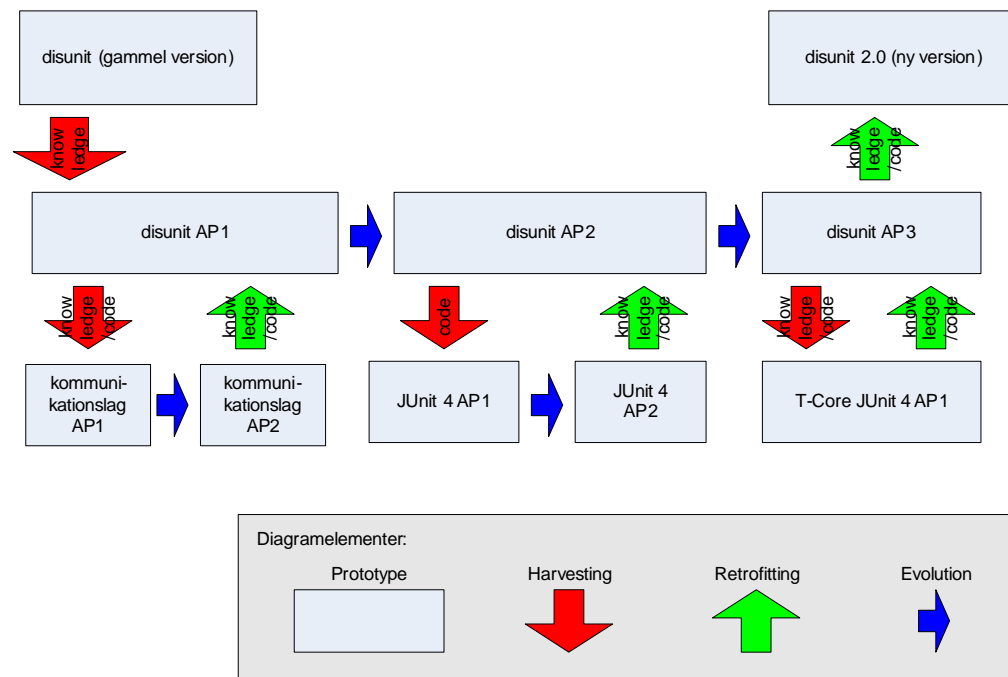 disunit (gammel version)
disunit 2.0 (ny version)
know
ledge
know
ledge
/code
disunit AP1
disunit AP2
disunit AP3
know
ledge
/code
know
ledge
/code
code
know
ledge
/code
know
ledge
/code
know
ledge
/code
kommuni-
kationslag
AP1
kommuni-
kationslag
AP2
JUnit 4 AP1
JUnit 4
AP2
T-Core JUnit 4 AP1
Diagramelementer:
Prototype
Harvesting
Retrofitting
Evolution